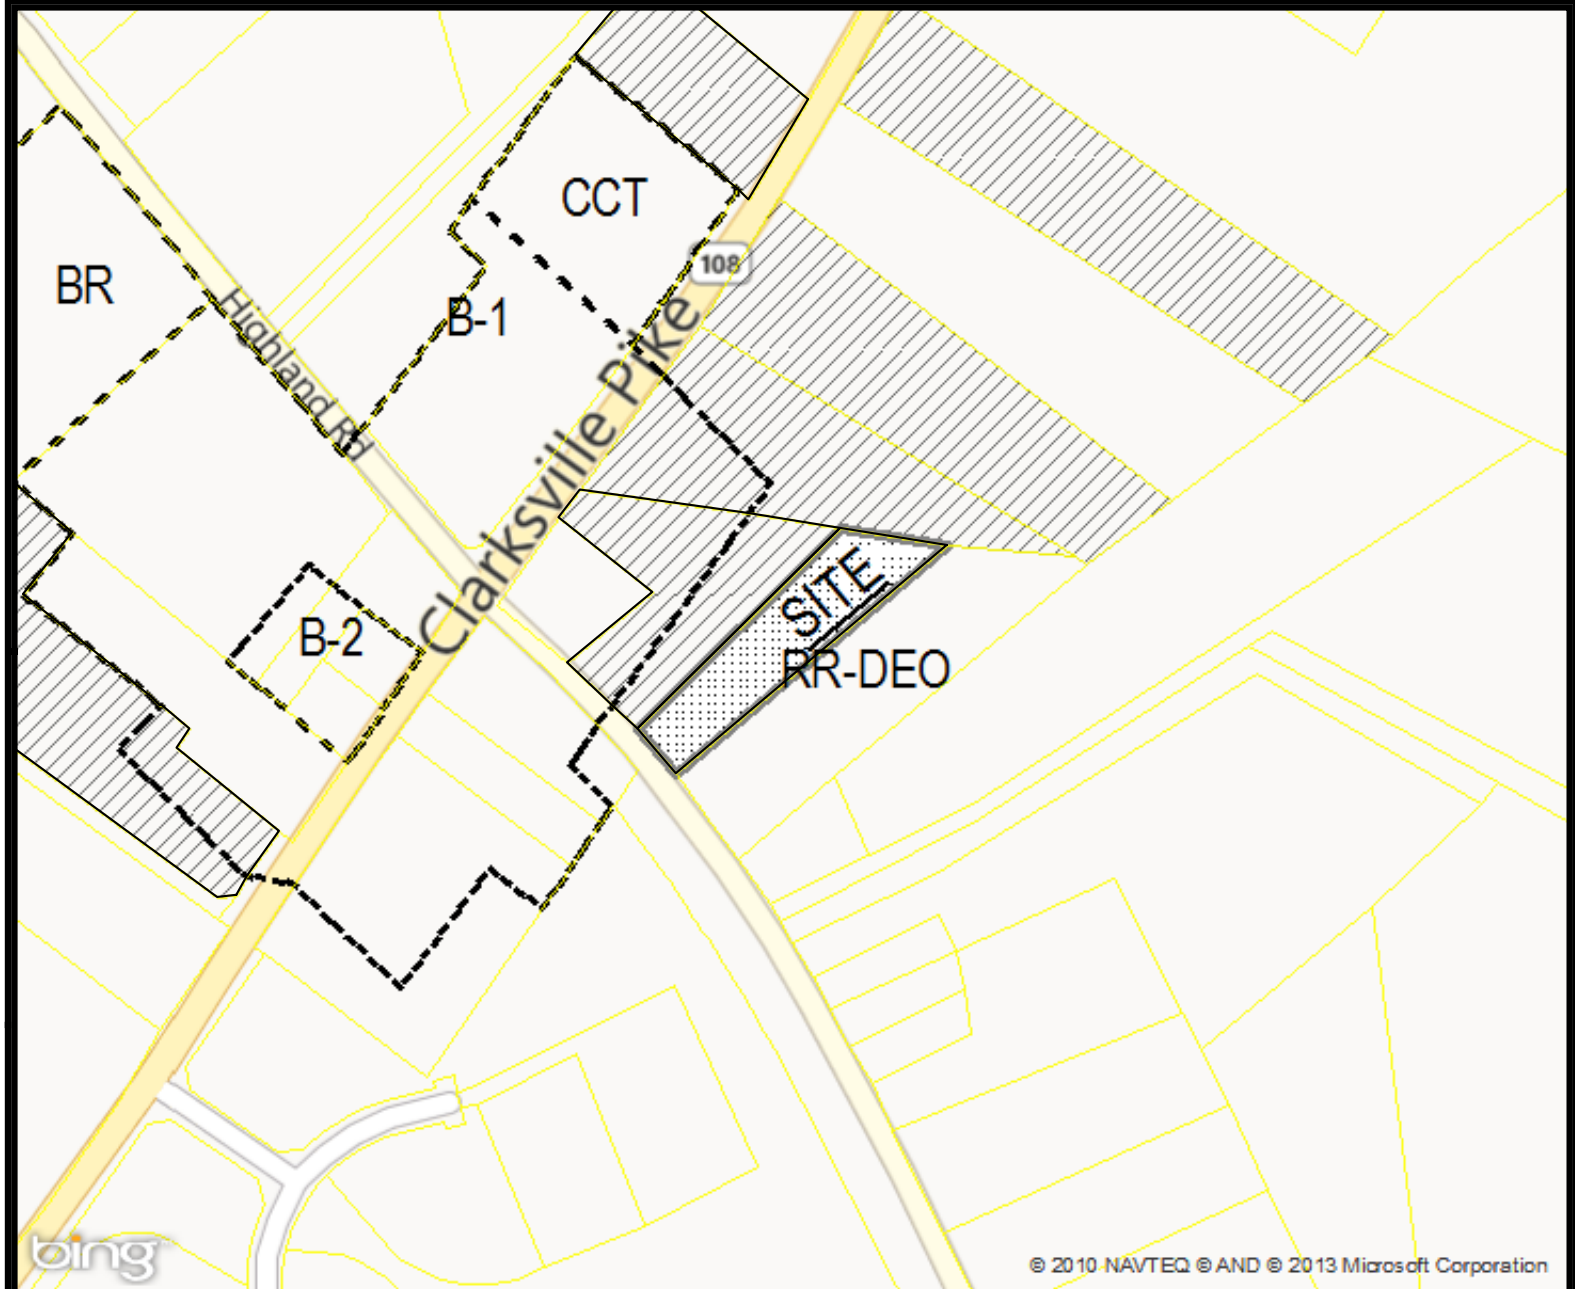 CCT
108
BR
B-1
Highland Rd
Clarksville Pike
SITE
B-2
RR-DEO
bing
© 2010 NAVTEQ © AND © 2013 Microsoft Corporation